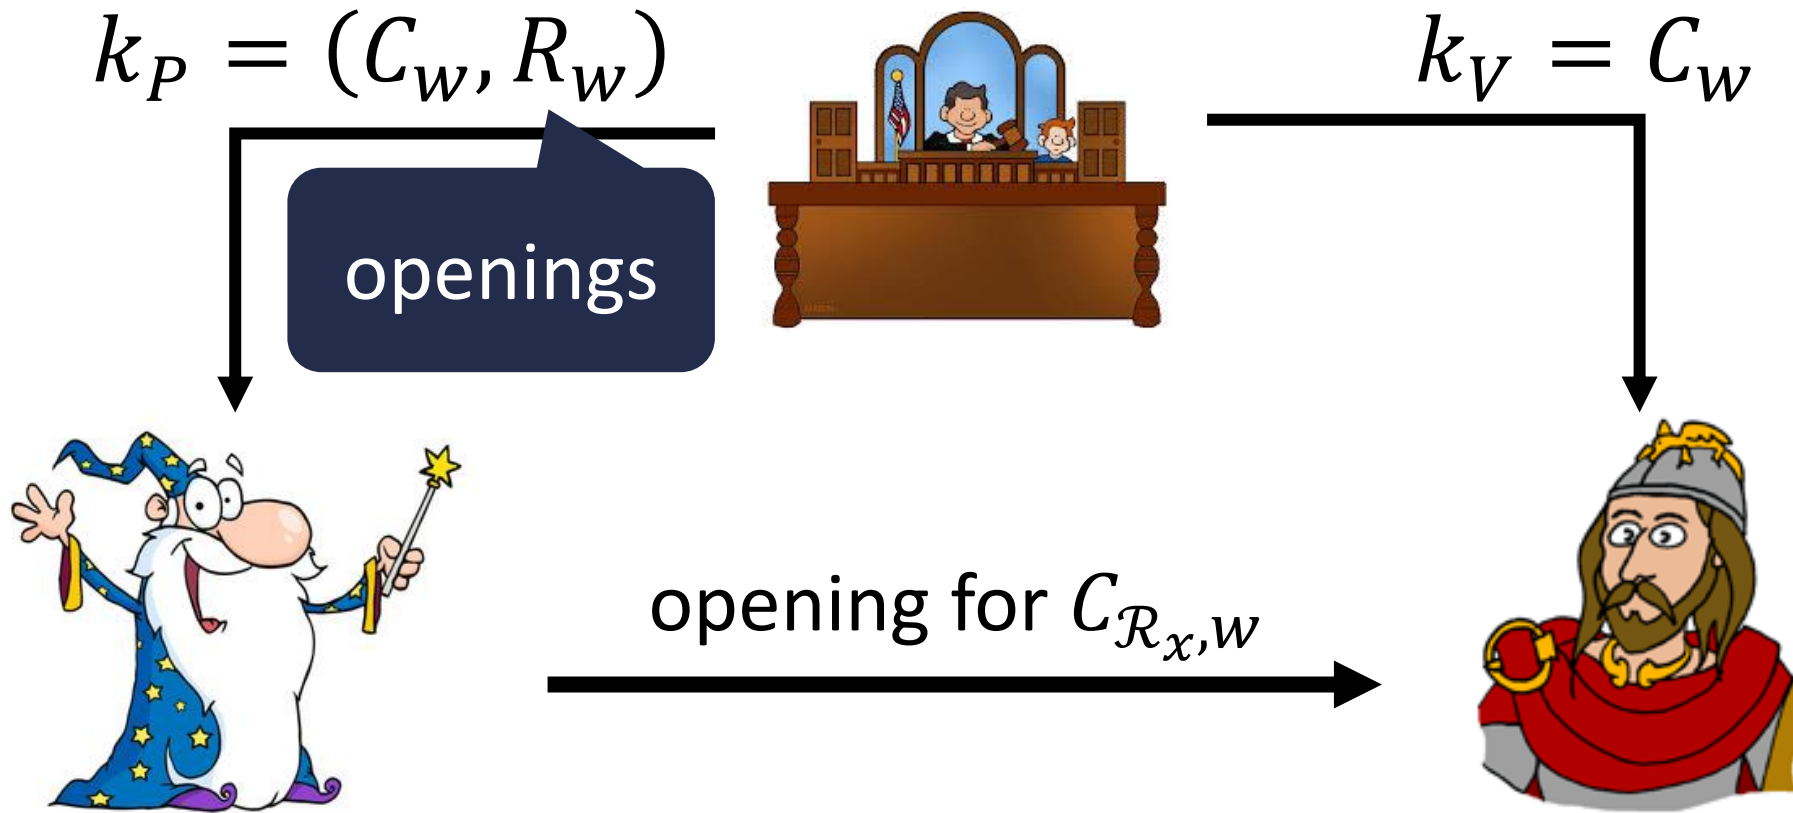 k_P = (C_w, R_w)
k_V = C_w
openings
opening for C_{ℛ_x,w}